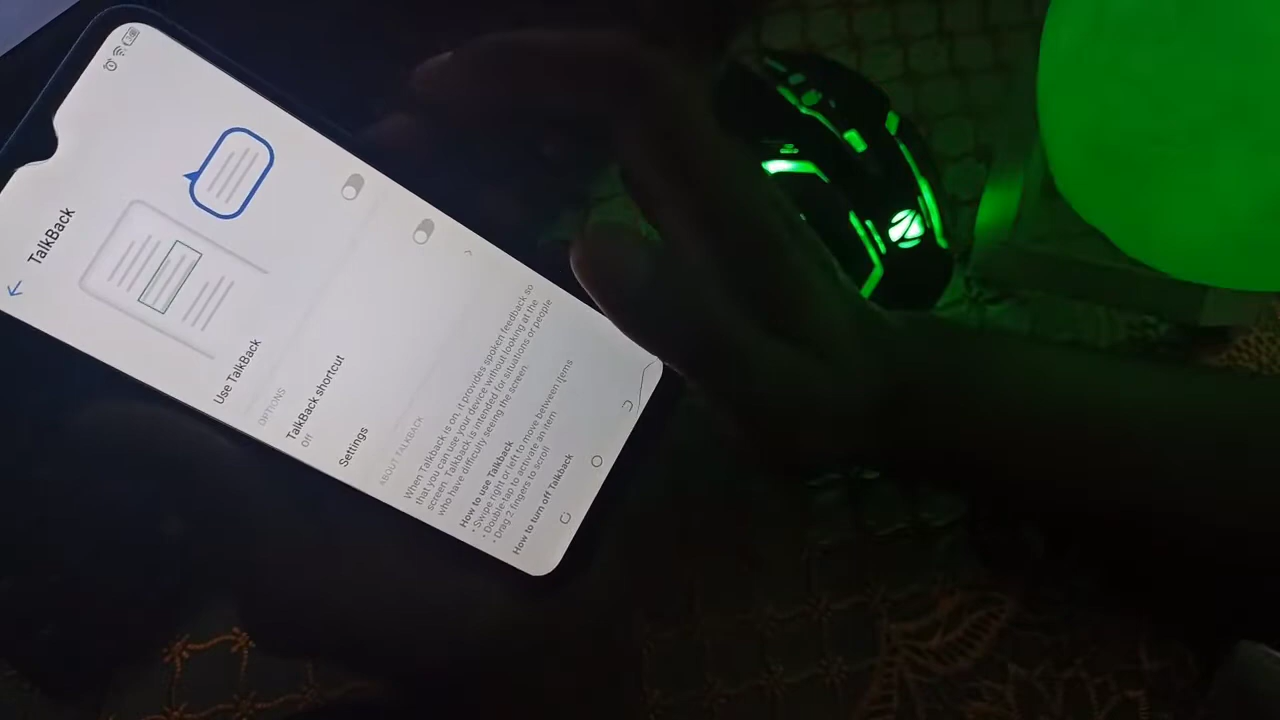 TalkBack
Use TalkBack
OPTIONS
TalkBack shortcut
Off
Settings
ABOUT TALKBACK
When TalkBack is on, it provides spoken feedback so
that you can use your device without looking at the
screen. TalkBack is intended for situations or people
who have difficulty seeing the screen.
How to use TalkBack
• Swipe right or left to move between items
• Double-tap to activate an item
• Drag 2 fingers to scroll
How to turn off Talkback